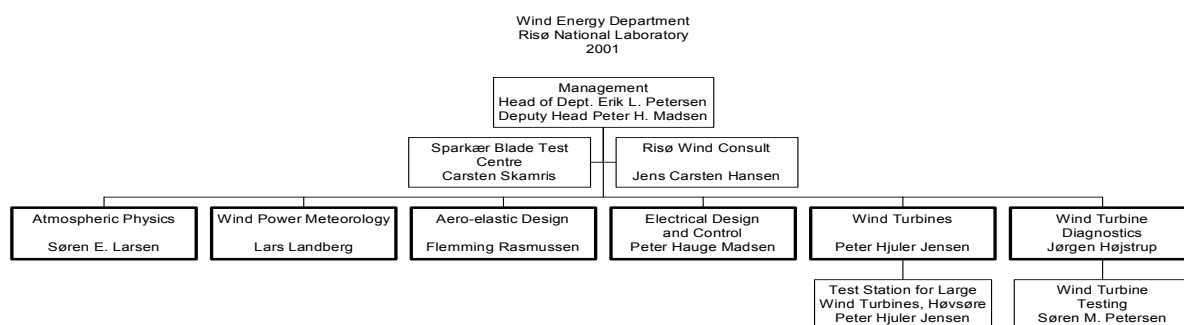 Wind Energy Department
Risø National Laboratory
2001
Management
Head of Dept. Erik L. Petersen
Deputy Head Peter H. Madsen
Sparkær Blade Test
Centre
Carsten Skamris
Risø Wind Consult
Jens Carsten Hansen
Atmospheric Physics
Søren E. Larsen
Wind Power Meteorology
Lars Landberg
Aero-elastic Design
Flemming Rasmussen
Electrical Design
and Control
Peter Hauge Madsen
Wind Turbines
Peter Hjuler Jensen
Wind Turbine
Diagnostics
Jørgen Højstrup
Test Station for Large
Wind Turbines, Høvsøre
Peter Hjuler Jensen
Wind Turbine
Testing
Søren M. Petersen